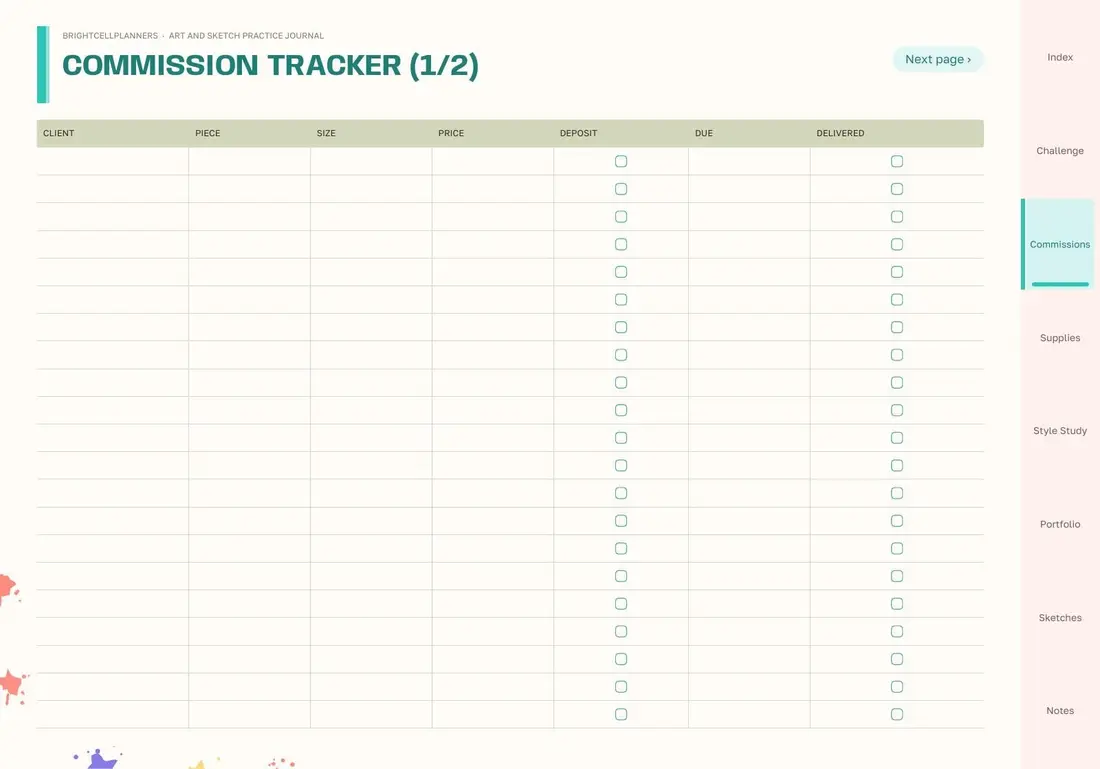 BRIGHTCELLPLANNERS · ART AND SKETCH PRACTICE JOURNAL
COMMISSION TRACKER (1/2)
Next page ›
CLIENT PIECE SIZE PRICE DEPOSIT DUE DELIVERED
Index
Challenge
Commissions
Supplies
Style Study
Portfolio
Sketches
Notes